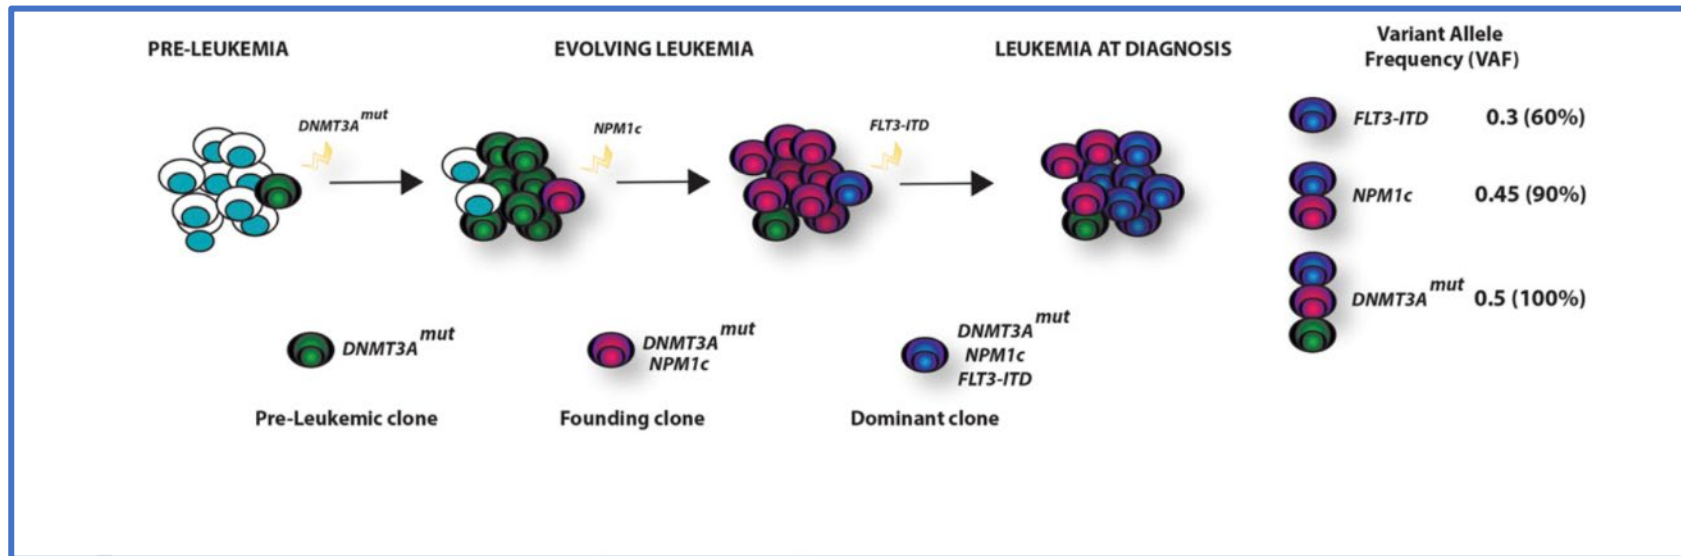 PRE-LEUKEMIA
EVOLVING LEUKEMIA
LEUKEMIA AT DIAGNOSIS
Variant Allele
Frequency (VAF)
DNMT3A mut
NPM1c
FLT3-ITD
FLT3-ITD 0.3 (60%)
NPM1c 0.45 (90%)
DNMT3A mut 0.5 (100%)
DNMT3A mut
DNMT3A mut
NPM1c
DNMT3A mut
NPM1c
FLT3-ITD
Pre-Leukemic clone
Founding clone
Dominant clone